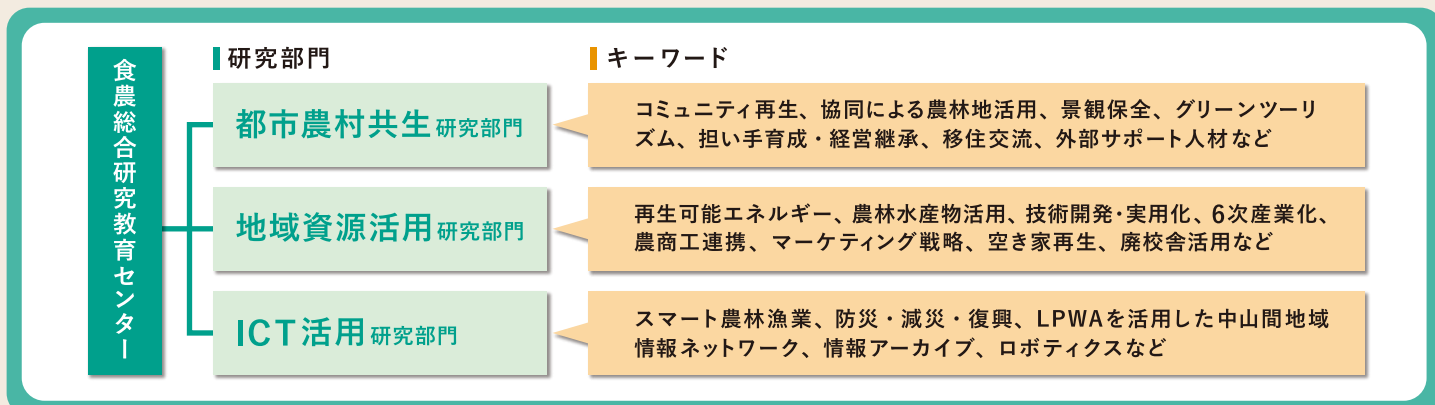 食農総合研究教育センター
研究部門
キーワード
都市農村共生研究部門
コミュニティ再生、協同による農林地活用、景観保全、グリーンツーリ
ズム、担い手育成・経営継承、移住交流、外部サポート人材など
地域資源活用研究部門
再生可能エネルギー、農林水産物活用、技術開発・実用化、6次産業化、
農商工連携、マーケティング戦略、空き家再生、廃校舎活用など
ICT活用研究部門
スマート農林漁業、防災・減災・復興、LPWAを活用した中山間地域
情報ネットワーク、情報アーカイブ、ロボティクスなど